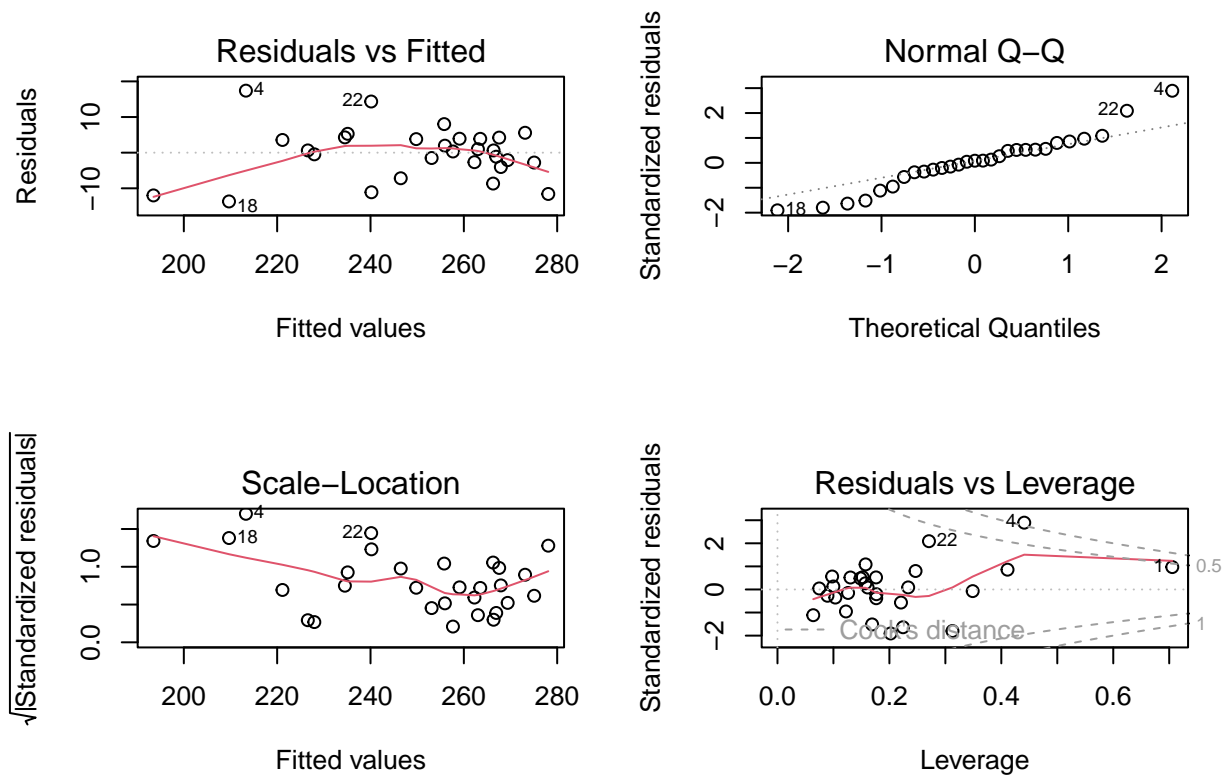 Residuals vs Fitted
Residuals
−10 10
4
22
18
200 220 240 260 280
Fitted values
Normal Q−Q
Standardized residuals
−2 0 2
4
22
18
−2 −1 0 1 2
Theoretical Quantiles
Scale−Location
√|Standardized residuals|
0.0 1.0
4
18
22
200 220 240 260 280
Fitted values
Residuals vs Leverage
Standardized residuals
−2 0 2
4
22
1
0.5
1
Cook's distance
0.0 0.2 0.4 0.6
Leverage